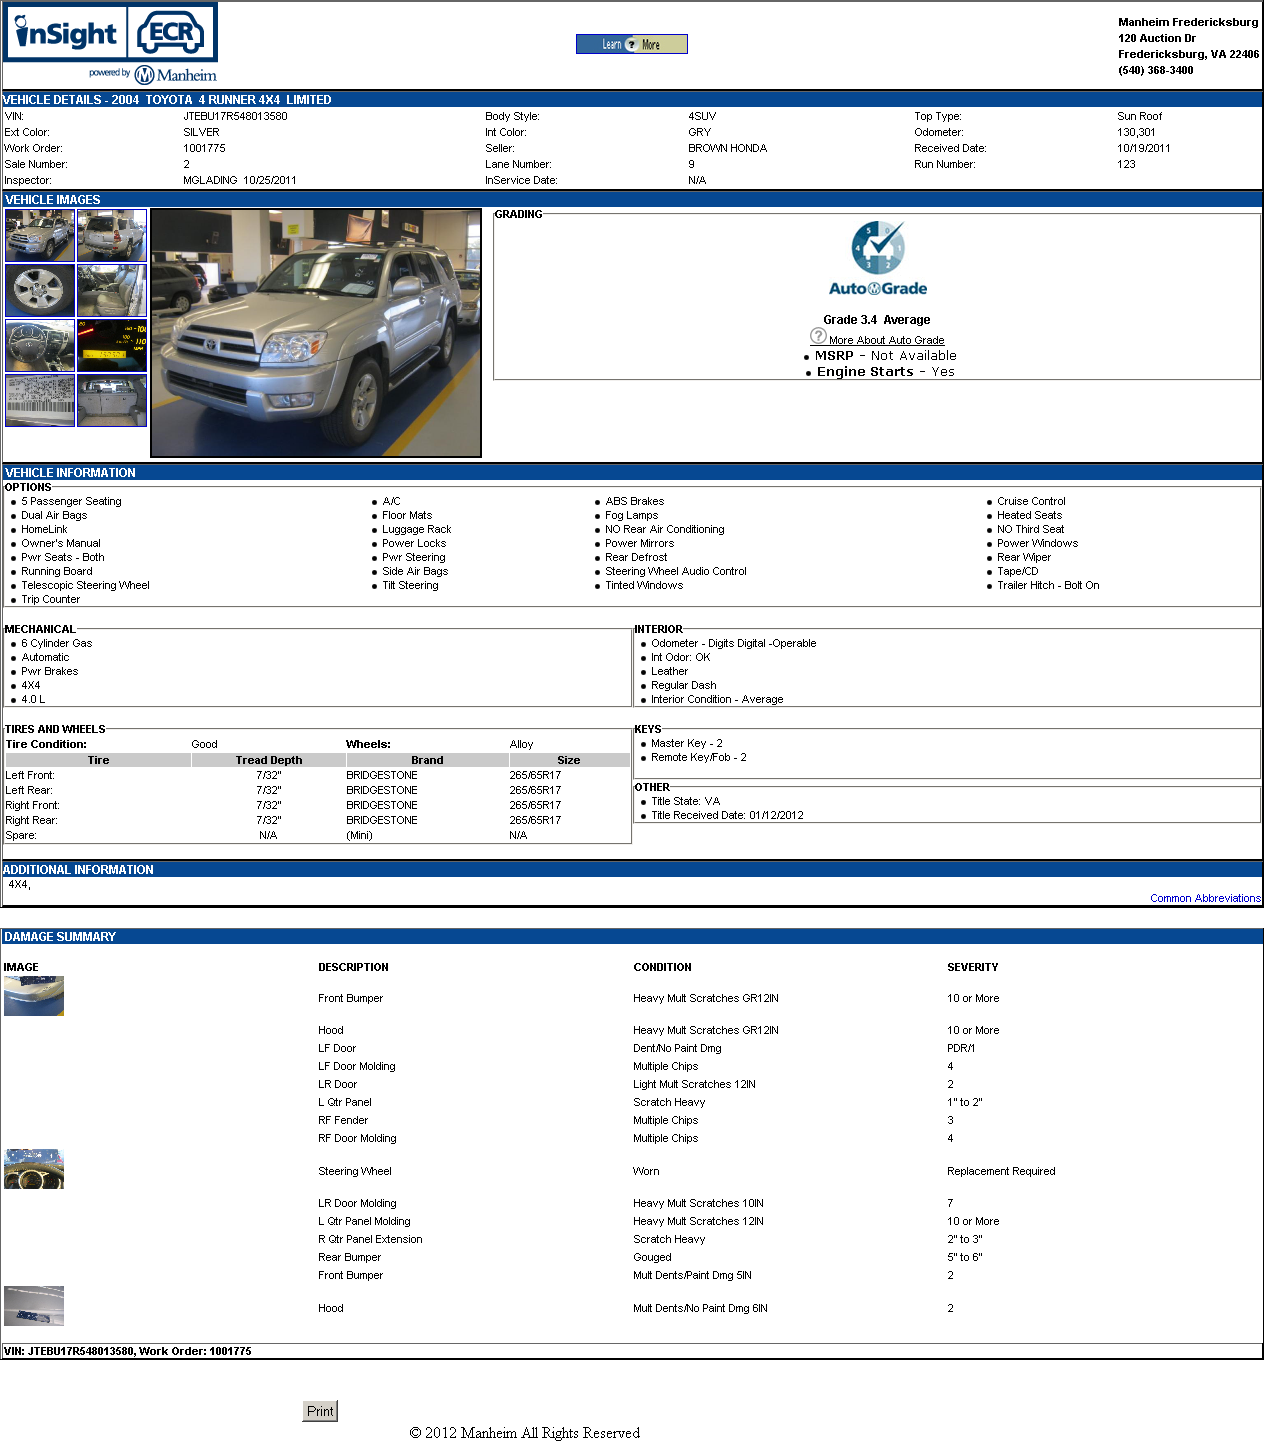 inSight ECR
powered by Manheim
Learn ? More
Manheim Fredericksburg
120 Auction Dr
Fredericksburg, VA 22406
(540) 368-3400
VEHICLE DETAILS - 2004 TOYOTA 4 RUNNER 4X4 LIMITED
VIN: JTEBU17R548013580 Body Style: 4SUV Top Type: Sun Roof
Ext Color: SILVER Int Color: GRY Odometer: 130,301
Work Order: 1001775 Seller: BROWN HONDA Received Date: 10/19/2011
Sale Number: 2 Lane Number: 9 Run Number: 123
Inspector: MGLADING 10/25/2011 InService Date: N/A
VEHICLE IMAGES
GRADING
5 0
4 1
3 2
Auto Grade
Grade 3.4 Average
? More About Auto Grade
• MSRP - Not Available
• Engine Starts - Yes
VEHICLE INFORMATION
OPTIONS
• 5 Passenger Seating • A/C • ABS Brakes • Cruise Control
• Dual Air Bags • Floor Mats • Fog Lamps • Heated Seats
• HomeLink • Luggage Rack • NO Rear Air Conditioning • NO Third Seat
• Owner's Manual • Power Locks • Power Mirrors • Power Windows
• Pwr Seats - Both • Pwr Steering • Rear Defrost • Rear Wiper
• Running Board • Side Air Bags • Steering Wheel Audio Control • Tape/CD
• Telescopic Steering Wheel • Tilt Steering • Tinted Windows • Trailer Hitch - Bolt On
• Trip Counter
MECHANICAL
• 6 Cylinder Gas
• Automatic
• Pwr Brakes
• 4X4
• 4.0 L
INTERIOR
• Odometer - Digits Digital -Operable
• Int Odor: OK
• Leather
• Regular Dash
• Interior Condition - Average
TIRES AND WHEELS
Tire Condition: Good Wheels: Alloy
Tire Tread Depth Brand Size
Left Front: 7/32" BRIDGESTONE 265/65R17
Left Rear: 7/32" BRIDGESTONE 265/65R17
Right Front: 7/32" BRIDGESTONE 265/65R17
Right Rear: 7/32" BRIDGESTONE 265/65R17
Spare: N/A (Mini) N/A
KEYS
• Master Key - 2
• Remote Key/Fob - 2
OTHER
• Title State: VA
• Title Received Date: 01/12/2012
ADDITIONAL INFORMATION
4X4,
Common Abbreviations
DAMAGE SUMMARY
IMAGE DESCRIPTION CONDITION SEVERITY
Front Bumper Heavy Mult Scratches GR12IN 10 or More
Hood Heavy Mult Scratches GR12IN 10 or More
LF Door Dent/No Paint Dmg PDR/1
LF Door Molding Multiple Chips 4
LR Door Light Mult Scratches 12IN 2
L Qtr Panel Scratch Heavy 1" to 2"
RF Fender Multiple Chips 3
RF Door Molding Multiple Chips 4
Steering Wheel Worn Replacement Required
LR Door Molding Heavy Mult Scratches 10IN 7
L Qtr Panel Molding Heavy Mult Scratches 12IN 10 or More
R Qtr Panel Extension Scratch Heavy 2" to 3"
Rear Bumper Gouged 5" to 6"
Front Bumper Mult Dents/Paint Dmg 5IN 2
Hood Mult Dents/No Paint Dmg 6IN 2
VIN: JTEBU17R548013580, Work Order: 1001775
Print
© 2012 Manheim All Rights Reserved